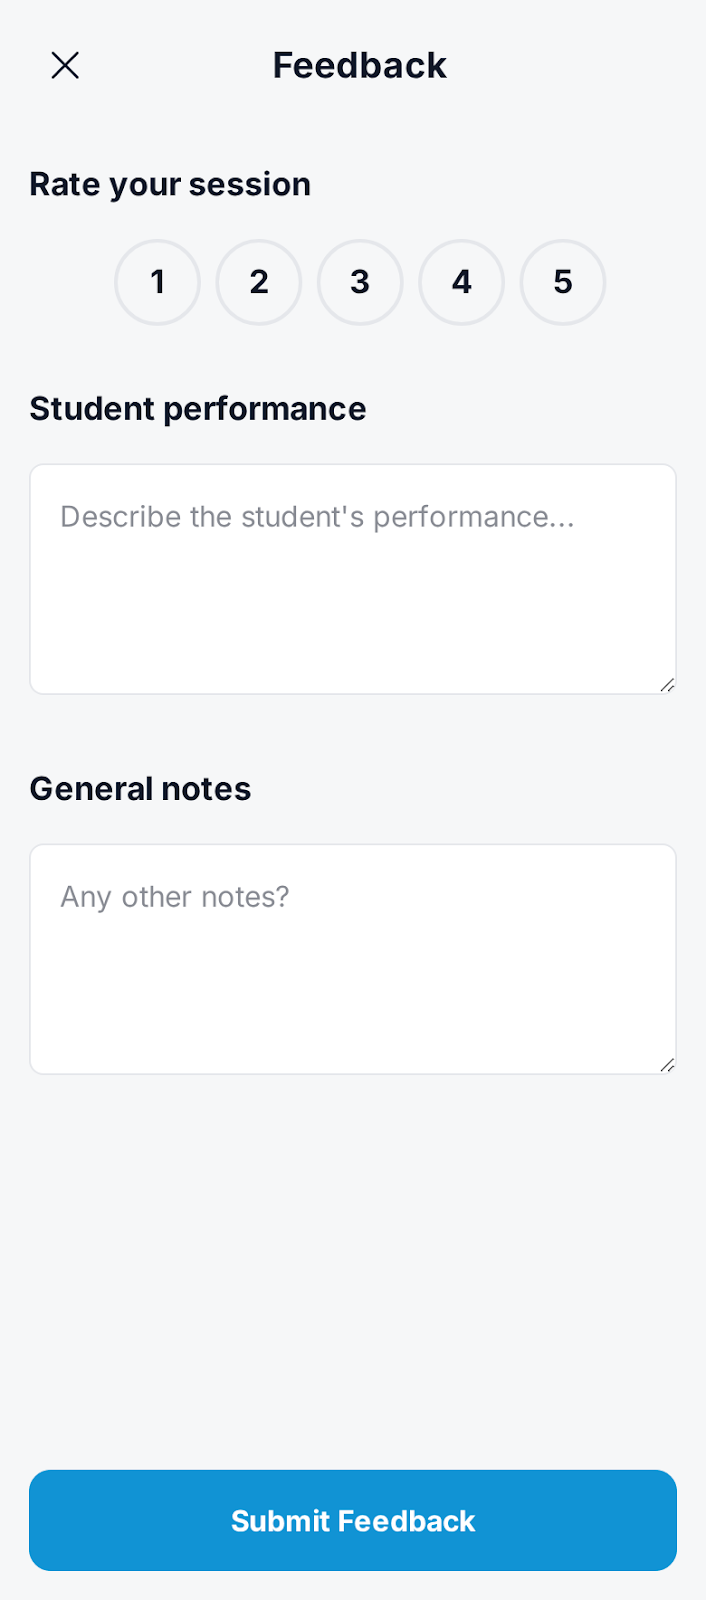 Feedback
Rate your session
1 2 3 4 5
Student performance
Describe the student's performance...
General notes
Any other notes?
Submit Feedback